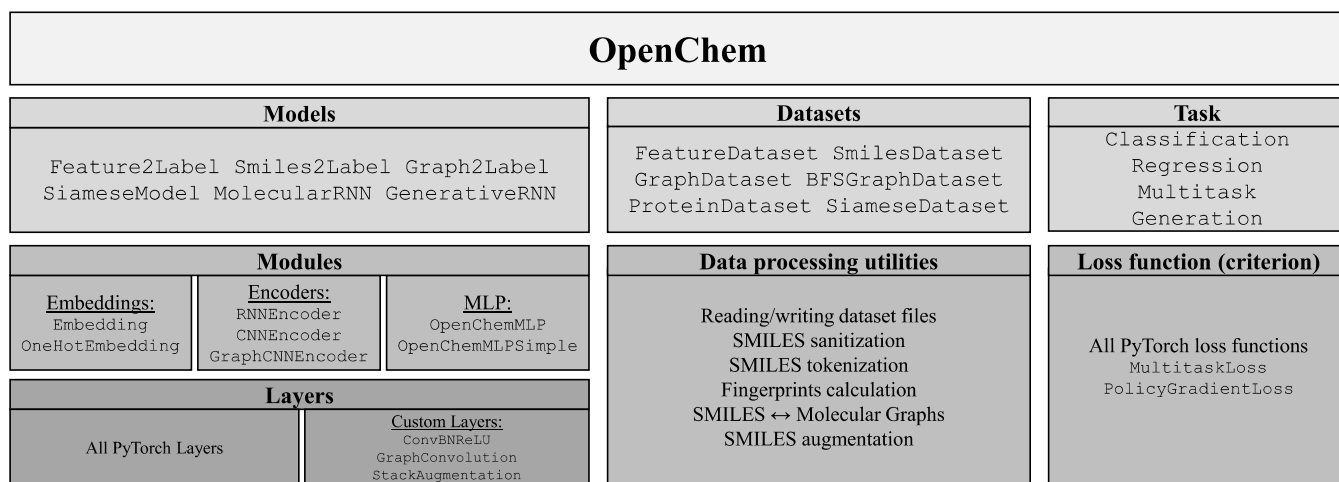 OpenChem
Models
Feature2Label Smiles2Label Graph2Label
SiameseModel MolecularRNN GenerativeRNN
Datasets
FeatureDataset SmilesDataset
GraphDataset BFSGraphDataset
ProteinDataset SiameseDataset
Task
Classification
Regression
Multitask
Generation
Modules
Embeddings:
Embedding
OneHotEmbedding
Encoders:
RNNEncoder
CNNEncoder
GraphCNNEncoder
MLP:
OpenChemMLP
OpenChemMLPSimple
Layers
All PyTorch Layers
Custom Layers:
ConvBNReLU
GraphConvolution
StackAugmentation
Data processing utilities
Reading/writing dataset files
SMILES sanitization
SMILES tokenization
Fingerprints calculation
SMILES ↔ Molecular Graphs
SMILES augmentation
Loss function (criterion)
All PyTorch loss functions
MultitaskLoss
PolicyGradientLoss